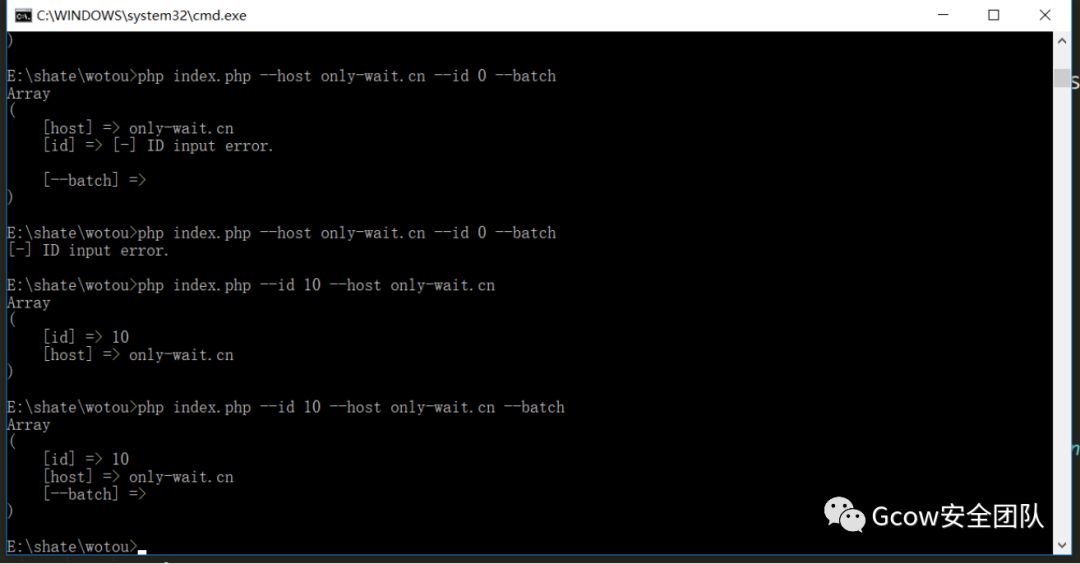 C:\WINDOWS\system32\cmd.exe
)
E:\shate\wotou>php index.php --host only-wait.cn --id 0 --batch
Array
(
[host] => only-wait.cn
[id] => [-] ID input error.
[--batch] =>
)
E:\shate\wotou>php index.php --host only-wait.cn --id 0 --batch
[-] ID input error.
E:\shate\wotou>php index.php --id 10 --host only-wait.cn
Array
(
[id] => 10
[host] => only-wait.cn
)
E:\shate\wotou>php index.php --id 10 --host only-wait.cn --batch
Array
(
[id] => 10
[host] => only-wait.cn
[--batch] =>
)
E:\shate\wotou>
Gcow安全团队